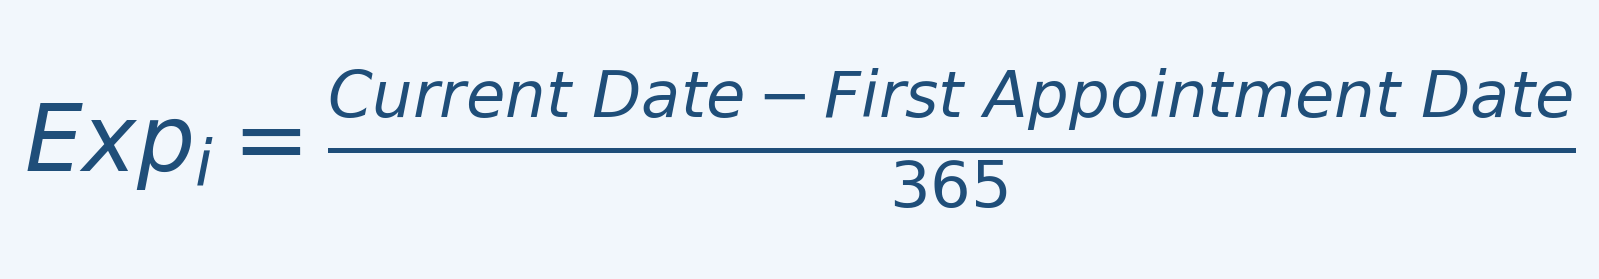 Exp_i = 
Current Date − First Appointment Date
365